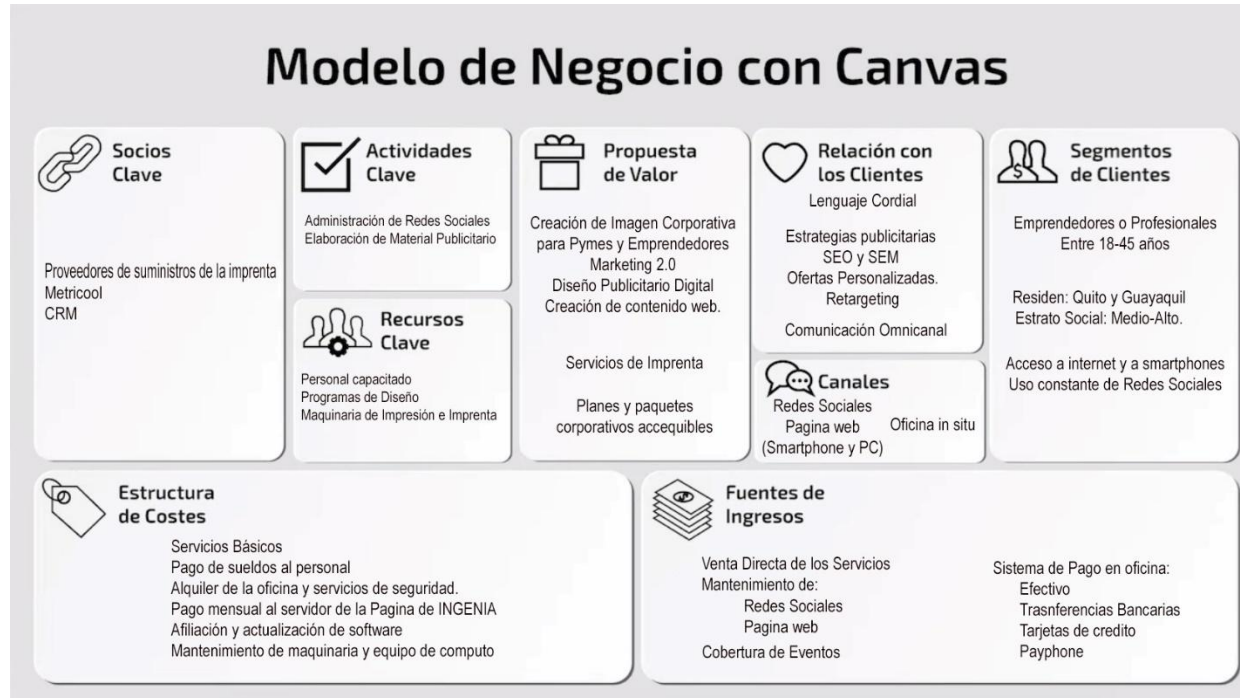 Modelo de Negocio con Canvas
Socios
Clave
Proveedores de suministros de la imprenta
Metricool
CRM
Actividades
Clave
Administración de Redes Sociales
Elaboración de Material Publicitario
Recursos
Clave
Personal capacitado
Programas de Diseño
Maquinaria de Impresión e Imprenta
Propuesta
de Valor
Creación de Imagen Corporativa
para Pymes y Emprendedores
Marketing 2.0
Diseño Publicitario Digital
Creación de contenido web.
Servicios de Imprenta
Planes y paquetes
corporativos accequibles
Relación con
los Clientes
Lenguaje Cordial
Estrategias publicitarias
SEO y SEM
Ofertas Personalizadas.
Retargeting
Comunicación Omnicanal
Canales
Redes Sociales
Pagina web
(Smartphone y PC)
Oficina in situ
Segmentos
de Clientes
Emprendedores o Profesionales
Entre 18-45 años
Residen: Quito y Guayaquil
Estrato Social: Medio-Alto.
Acceso a internet y a smartphones
Uso constante de Redes Sociales
Estructura
de Costes
Servicios Básicos
Pago de sueldos al personal
Alquiler de la oficina y servicios de seguridad.
Pago mensual al servidor de la Pagina de INGENIA
Afiliación y actualización de software
Mantenimiento de maquinaria y equipo de computo
Fuentes de
Ingresos
Venta Directa de los Servicios
Mantenimiento de:
Redes Sociales
Pagina web
Cobertura de Eventos
Sistema de Pago en oficina:
Efectivo
Trasnferencias Bancarias
Tarjetas de credito
Payphone